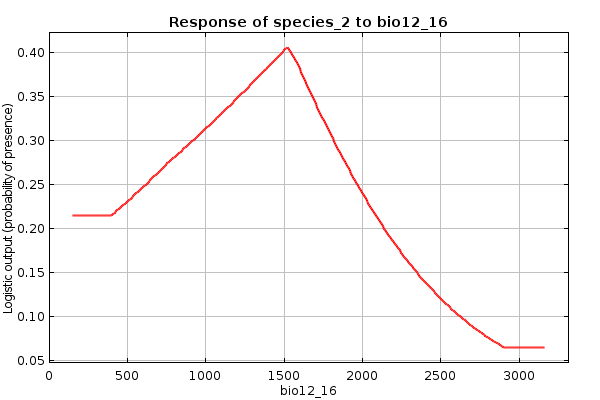 Response of species_2 to bio12_16
Logistic output (probability of presence)
0.40
0.35
0.30
0.25
0.20
0.15
0.10
0.05
0 500 1000 1500 2000 2500 3000
bio12_16